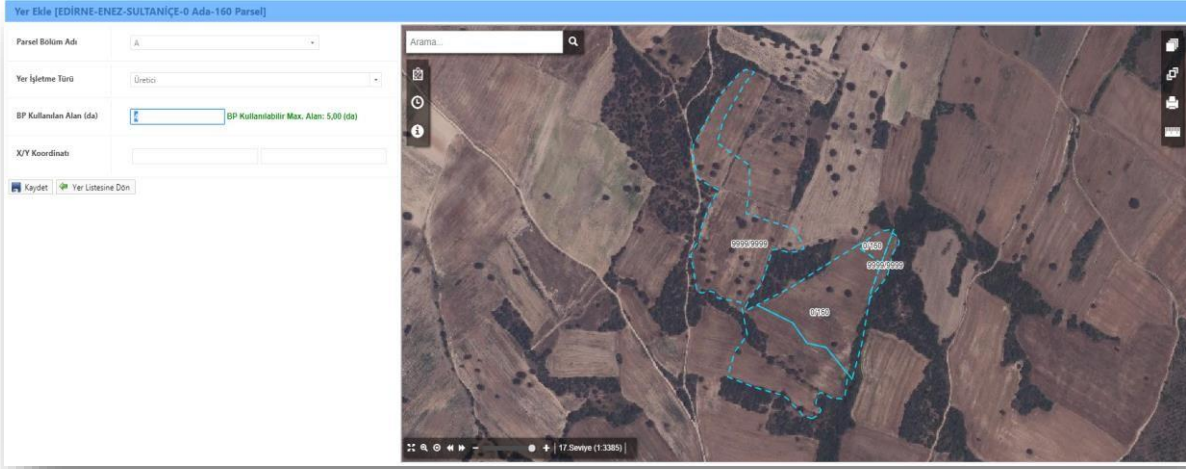 Yer Ekle [EDİRNE-ENEZ-SULTANİÇE-0 Ada-160 Parsel]
Parsel Bölüm Adı
A
Yer İşletme Türü
Üretici
BP Kullanılan Alan (da)
BP Kullanılabilir Max. Alan: 5,00 (da)
X/Y Koordinatı
Kaydet
Yer Listesine Dön
Arama...
9999/9999
0/160
9999/9999
0/160
17.Seviye (1:3385)